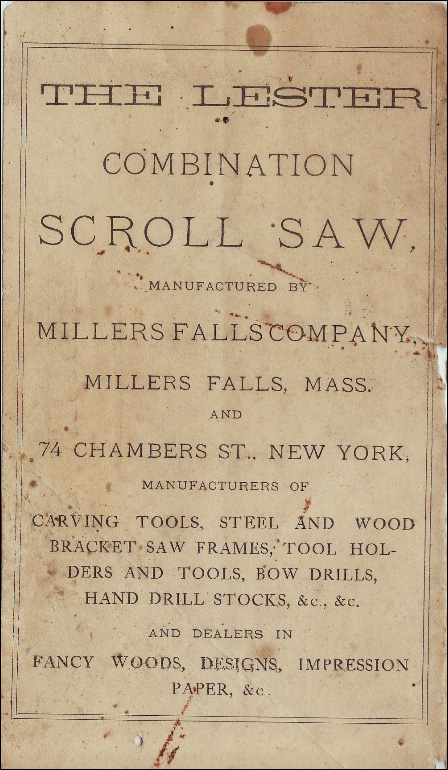 THE LESTER
COMBINATION
SCROLL SAW,
MANUFACTURED BY
MILLERS FALLS COMPANY,
MILLERS FALLS, MASS.
AND
74 CHAMBERS ST., NEW YORK,
MANUFACTURERS OF
CARVING TOOLS, STEEL AND WOOD
BRACKET SAW FRAMES, TOOL HOL-
DERS AND TOOLS, BOW DRILLS,
HAND DRILL STOCKS, &c., &c.
AND DEALERS IN
FANCY WOODS, DESIGNS, IMPRESSION
PAPER, &c.